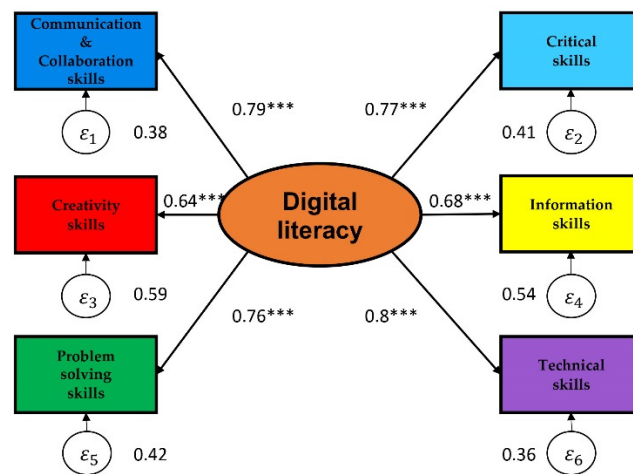 Communication
&
Collaboration
skills
Critical
skills
0.79***
0.77***
ε1
0.38
0.41
ε2
Creativity
skills
0.64***
Digital
literacy
0.68***
Information
skills
ε3
0.59
0.54
ε4
0.76***
0.8***
Problem
solving
skills
Technical
skills
ε5
0.42
0.36
ε6